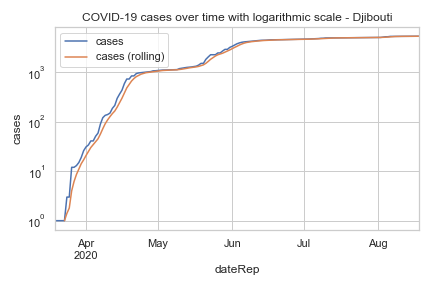 COVID-19 cases over time with logarithmic scale - Djibouti
cases
cases (rolling)
10³
10²
10¹
10⁰
cases
Apr
2020
May
Jun
Jul
Aug
dateRep